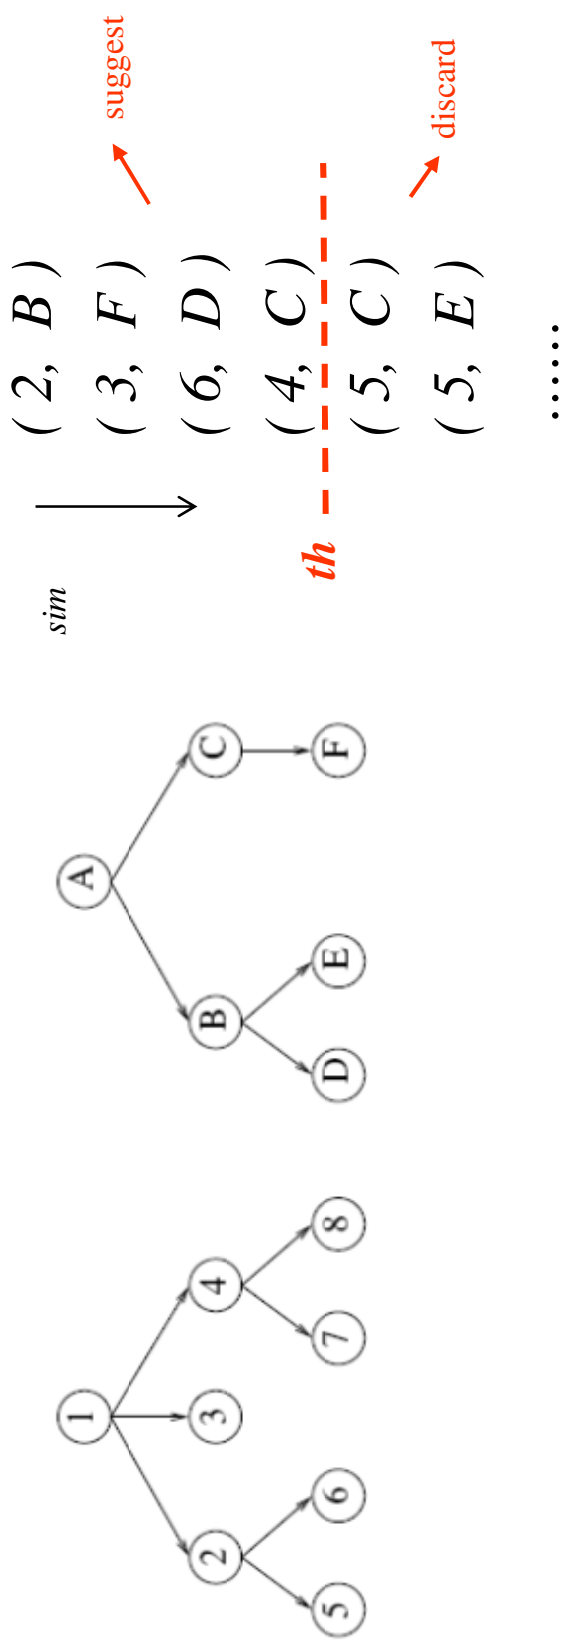 1
2 3 4
5 6 7 8
A
B C
D E F
sim
( 2, B )
( 3, F )
suggest
( 6, D )
( 4, C )
th
( 5, C )
( 5, E )
discard
......